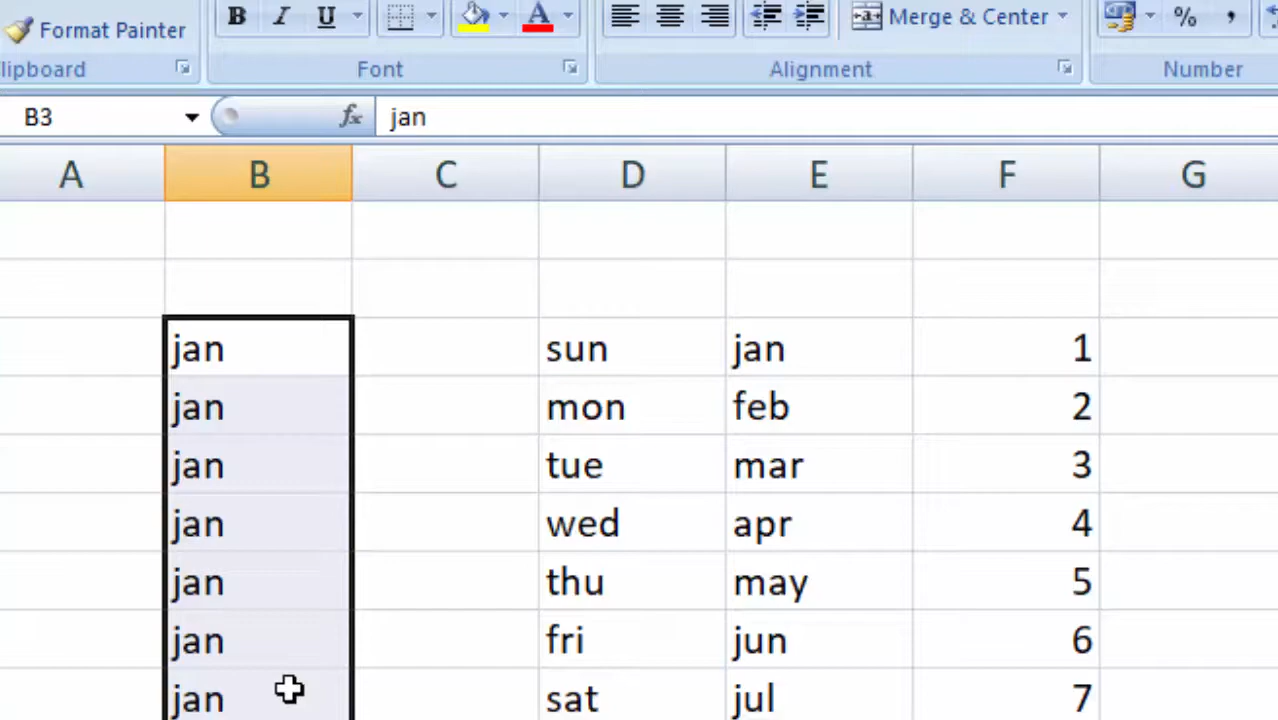 Format Painter B I U A Merge & Center % ,
lipboard Font Alignment Number
B3 fx jan
A B C D E F G
jan sun jan 1
jan mon feb 2
jan tue mar 3
jan wed apr 4
jan thu may 5
jan fri jun 6
jan sat jul 7